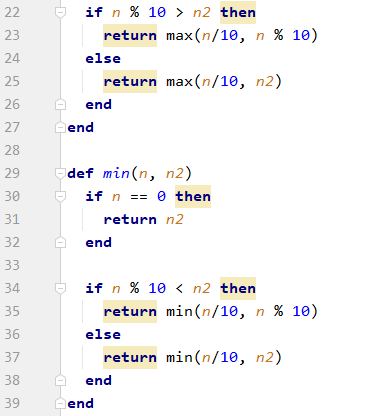 22 if n % 10 > n2 then
23 return max(n/10, n % 10)
24 else
25 return max(n/10, n2)
26 end
27 end
28
29 def min(n, n2)
30 if n == 0 then
31 return n2
32 end
33
34 if n % 10 < n2 then
35 return min(n/10, n % 10)
36 else
37 return min(n/10, n2)
38 end
39 end